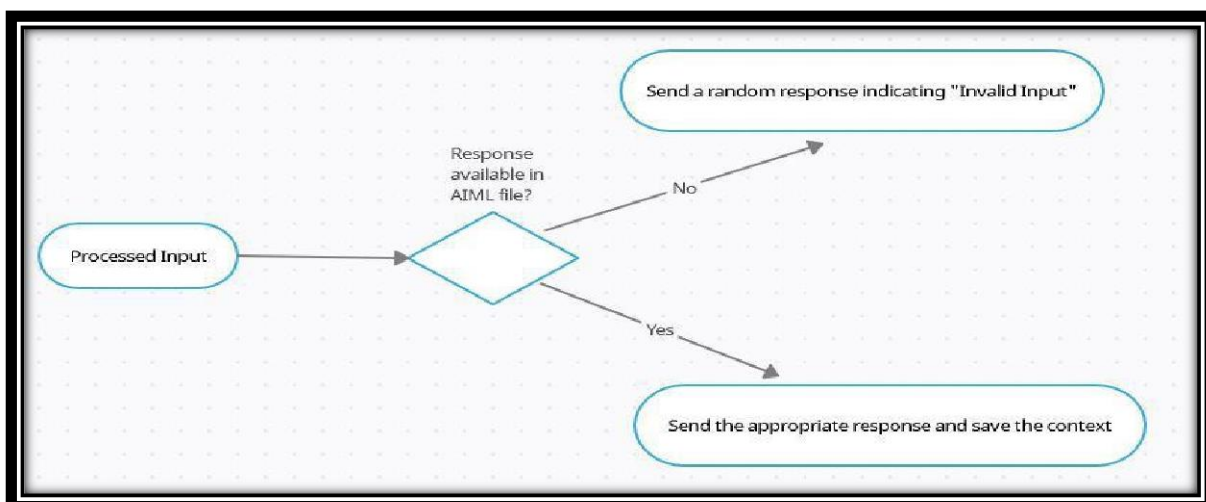 Send a random response indicating "Invalid Input"
Response
available in
AIML file?
No
Processed Input
Yes
Send the appropriate response and save the context